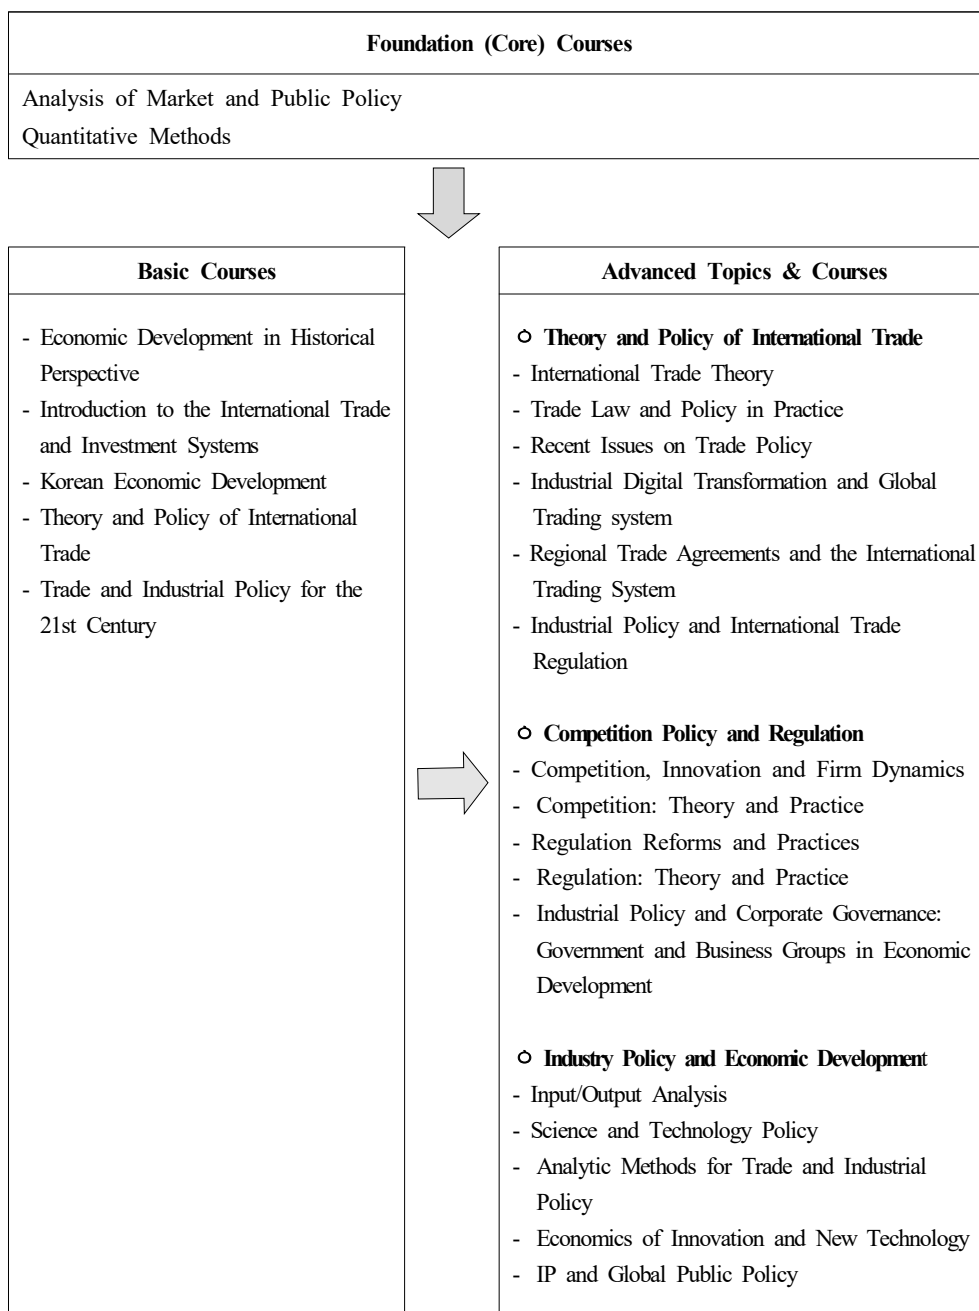 Foundation (Core) Courses
Analysis of Market and Public Policy
Quantitative Methods
Basic Courses
- Economic Development in Historical
Perspective
- Introduction to the International Trade
and Investment Systems
- Korean Economic Development
- Theory and Policy of International
Trade
- Trade and Industrial Policy for the
21st Century
Advanced Topics & Courses
○ Theory and Policy of International Trade
- International Trade Theory
- Trade Law and Policy in Practice
- Recent Issues on Trade Policy
- Industrial Digital Transformation and Global
Trading system
- Regional Trade Agreements and the International
Trading System
- Industrial Policy and International Trade
Regulation
○ Competition Policy and Regulation
- Competition, Innovation and Firm Dynamics
- Competition: Theory and Practice
- Regulation Reforms and Practices
- Regulation: Theory and Practice
- Industrial Policy and Corporate Governance:
Government and Business Groups in Economic
Development
○ Industry Policy and Economic Development
- Input/Output Analysis
- Science and Technology Policy
- Analytic Methods for Trade and Industrial
Policy
- Economics of Innovation and New Technology
- IP and Global Public Policy